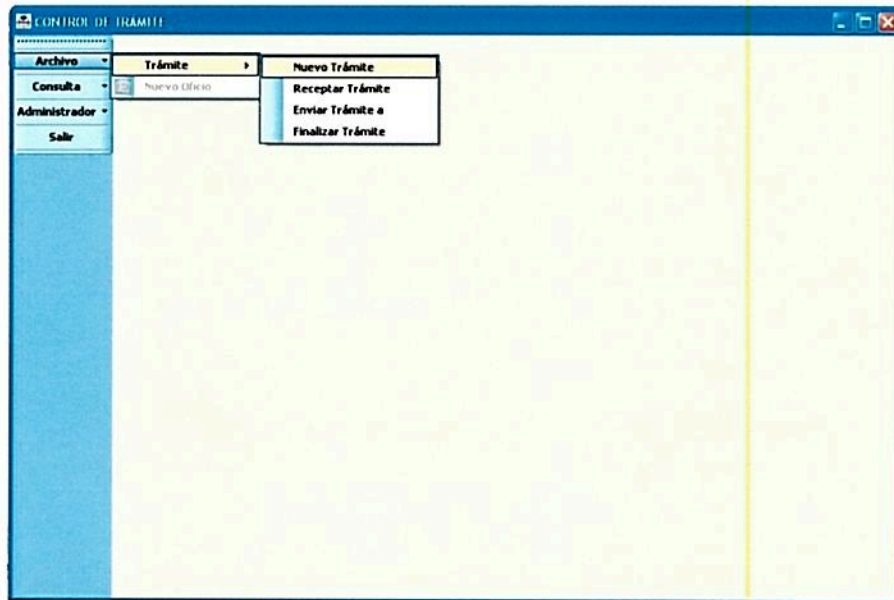 CONTROL DE TRÁMITE
Archivo
Trámite
Nuevo Trámite
Consulta
Nuevo Oficio
Receptar Trámite
Administrador
Enviar Trámite a
Salir
Finalizar Trámite